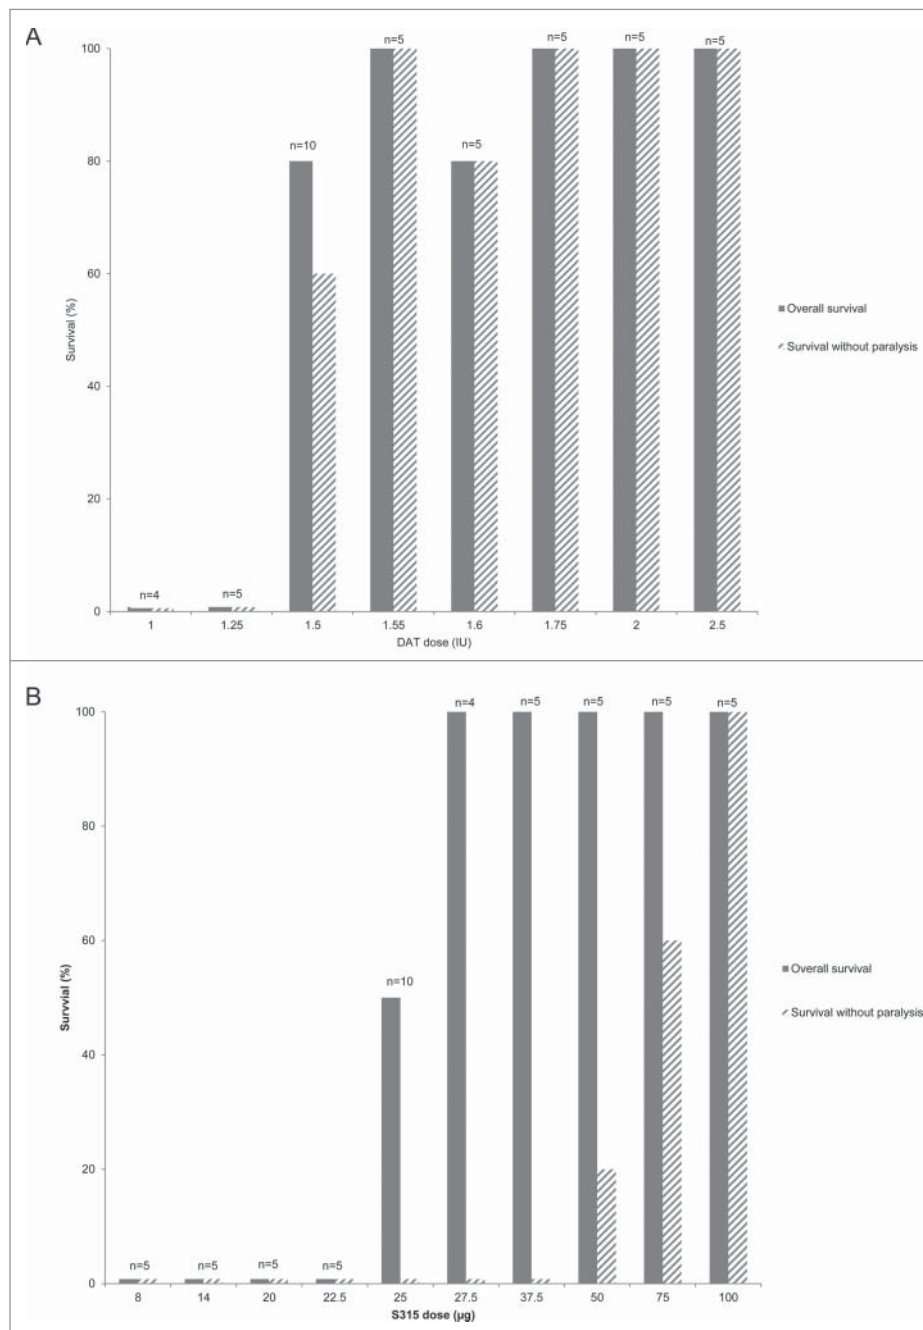 A
n=5
n=5
n=5
n=5
100
n=10
n=5
80
60
Survival (%)
Overall survival
Survival without paralysis
40
20
n=4
n=5
0
1
1.25
1.5
1.55
1.6
1.75
2
2.5
DAT dose (IU)
B
n=4
n=5
n=5
n=5
n=5
100
80
60
Survvial (%)
n=10
Overall survival
Survival without paralysis
40
20
n=5
n=5
n=5
n=5
0
8
14
20
22.5
25
27.5
37.5
50
75
100
S315 dose (µg)